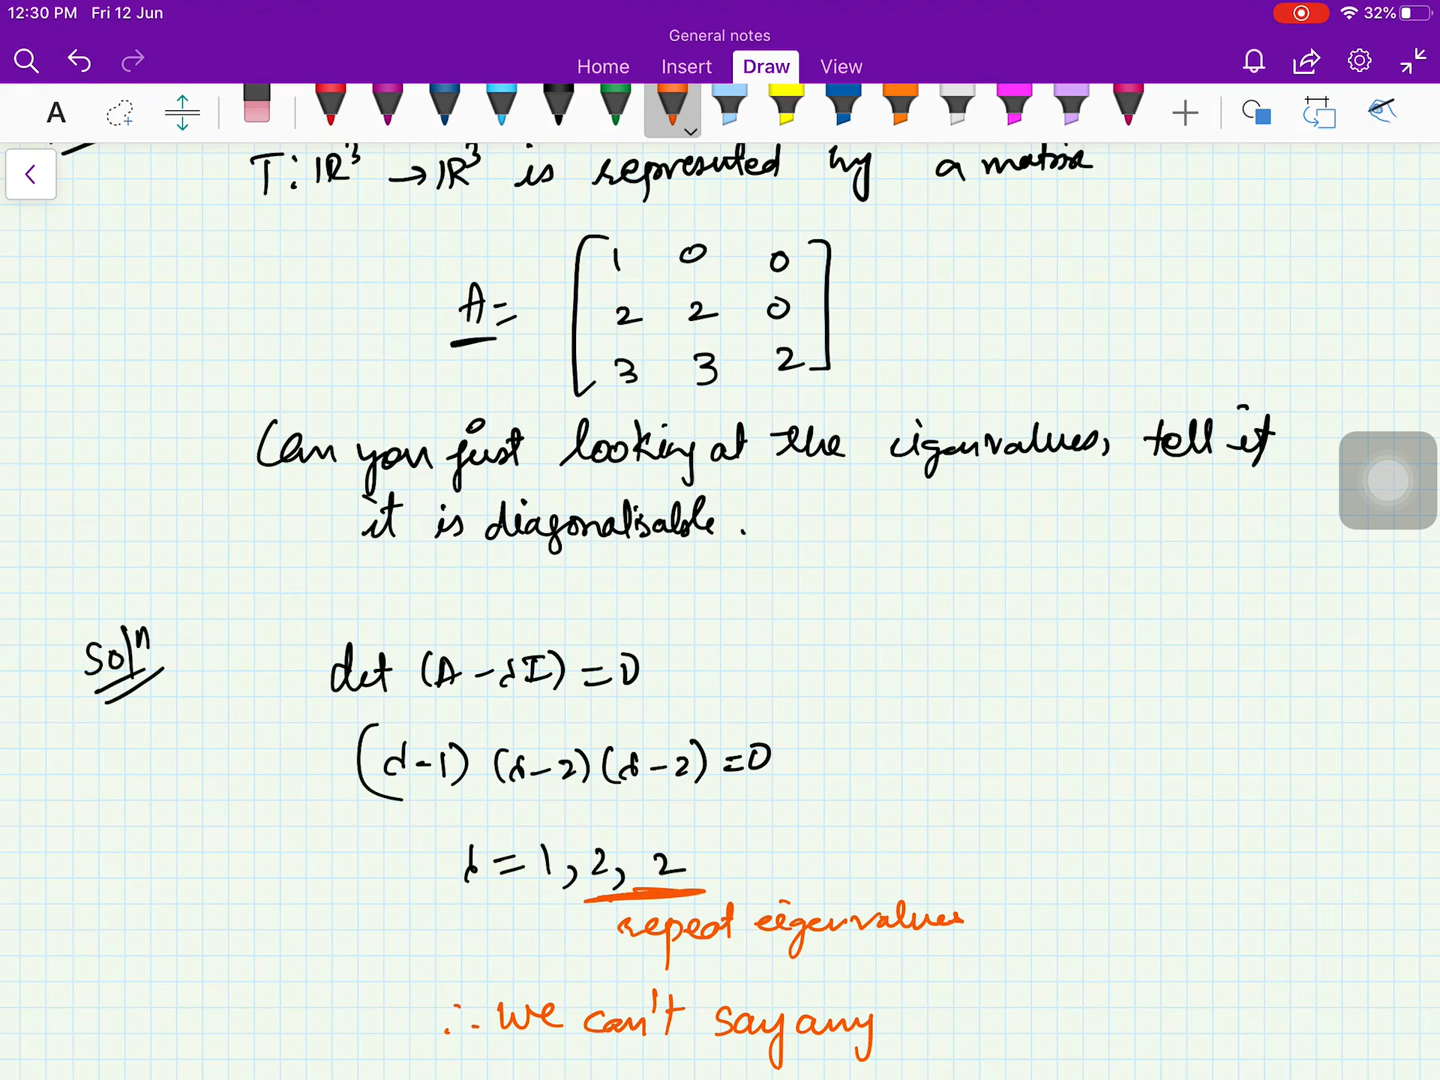 12:30 PM Fri 12 Jun
32%
General notes
Home Insert Draw View
A
T: ℝ³ → ℝ³ is represented by a matrix
A = [ 1 0 0
2 2 0
3 3 2 ]
Can you just looking at the eigenvalues, tell if
it is diagonalisable.
Solⁿ
det (A - λI) = 0
(λ-1) (λ-2) (λ-2) = 0
λ = 1, 2, 2
repeat eigenvalues
∴ we can't say any